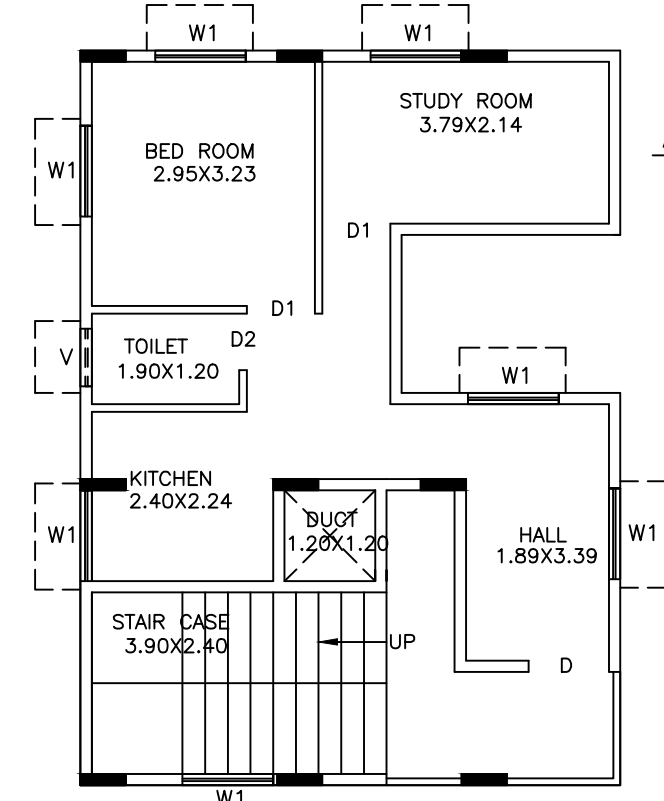 W1
W1
STUDY ROOM
3.79X2.14
BED ROOM
2.95X3.23
W1
D1
D1
D2
TOILET
1.90X1.20
V
W1
KITCHEN
2.40X2.24
DUCT
1.20X1.20
W1
HALL
1.89X3.39
W1
STAIR CASE
3.90X2.40
UP
D
W1